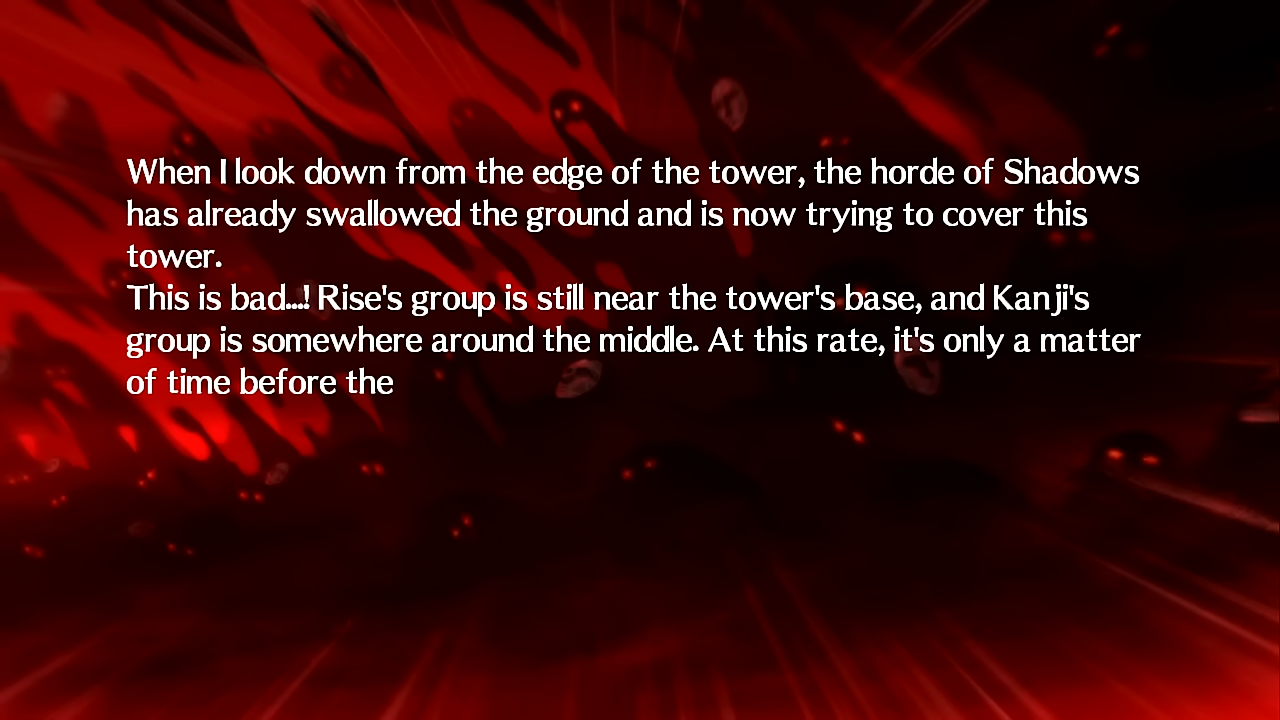 When I look down from the edge of the tower, the horde of Shadows
has already swallowed the ground and is now trying to cover this
tower.
This is bad...! Rise's group is still near the tower's base, and Kanji's
group is somewhere around the middle. At this rate, it's only a matter
of time before the